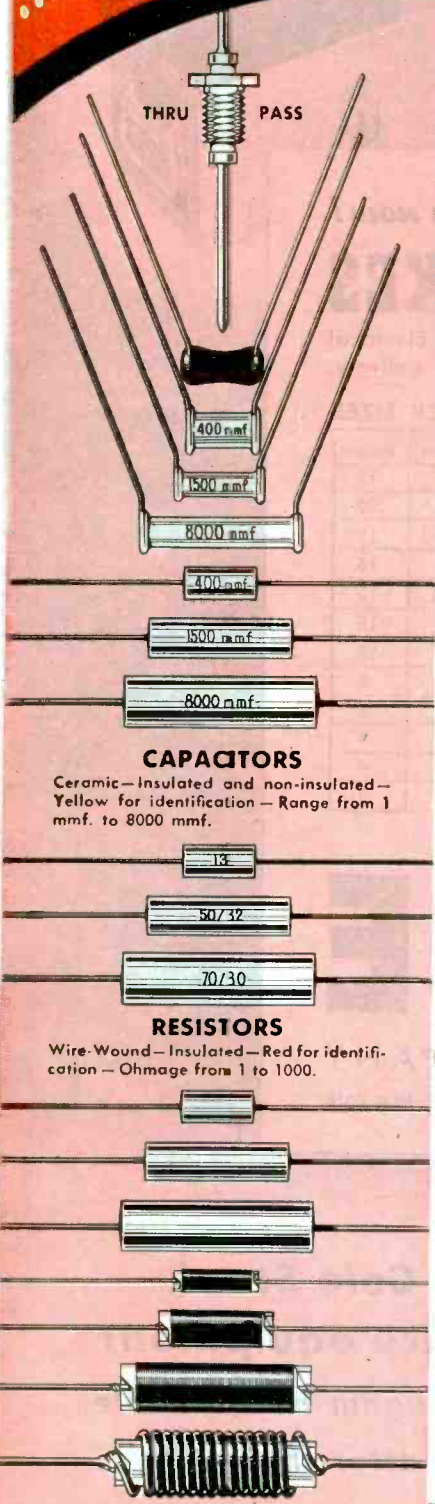 THRU PASS
400 mmf
1500 mmf
8000 mmf
400 mmf
1500 mmf
8000 mmf
CAPACITORS
Ceramic—Insulated and non-insulated—
Yellow for identification — Range from 1
mmf. to 8000 mmf.
13
50/32
70/30
RESISTORS
Wire-Wound—Insulated—Red for identifi-
cation — Ohmage from 1 to 1000.